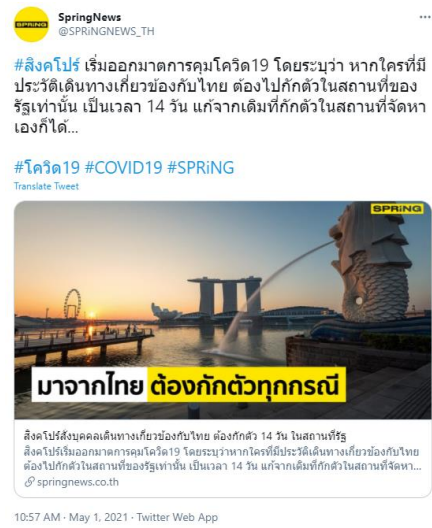 SpringNews
SPRiNG
@SPRiNGNEWS_TH
#สิงคโปร์ เริ่มออกมาตการคุมโควิด19 โดยระบุว่า หากใครที่มี
ประวัติเดินทางเกี่ยวข้องกับไทย ต้องไปกักตัวในสถานที่ของ
รัฐเท่านั้น เป็นเวลา 14 วัน แก้จากเดิมที่กักตัวในสถานที่จัดหา
เองก็ได้...
#โควิด19 #COVID19 #SPRiNG
Translate Tweet
SPRiNG
มาจากไทย ต้องกักตัวทุกกรณี
สิงคโปร์สั่งบุคคลเดินทางเกี่ยวข้องกับไทย ต้องกักตัว 14 วัน ในสถานที่รัฐ
สิงคโปร์เริ่มออกมาตการคุมโควิด19 โดยระบุว่าหากใครที่มีประวัติเดินทางเกี่ยวข้องกับไทย
ต้องไปกักตัวในสถานที่ของรัฐเท่านั้น เป็นเวลา 14 วัน แก้จากเดิมที่กักตัวในสถานที่จัดหา...
springnews.co.th
10:57 AM · May 1, 2021 · Twitter Web App